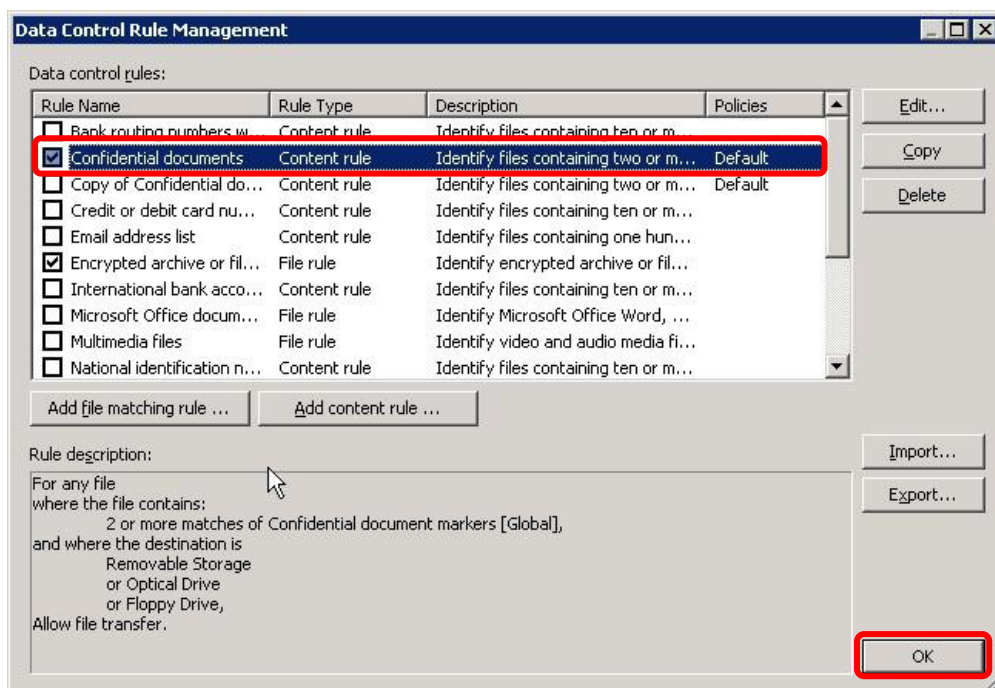 Data Control Rule Management
Data control rules:
Rule Name Rule Type Description Policies
Bank routing numbers w... Content rule Identify files containing ten or m...
Confidential documents Content rule Identify files containing two or m... Default
Copy of Confidential do... Content rule Identify files containing two or m... Default
Credit or debit card nu... Content rule Identify files containing ten or m...
Email address list Content rule Identify files containing one hun...
Encrypted archive or fil... File rule Identify encrypted archive or fil...
International bank acco... Content rule Identify files containing ten or m...
Microsoft Office docum... File rule Identify Microsoft Office Word, ...
Multimedia files File rule Identify video and audio media fi...
National identification n... Content rule Identify files containing ten or m...
Edit...
Copy
Delete
Add file matching rule ... Add content rule ...
Rule description:
For any file
where the file contains:
2 or more matches of Confidential document markers [Global],
and where the destination is
Removable Storage
or Optical Drive
or Floppy Drive,
Allow file transfer.
Import...
Export...
OK